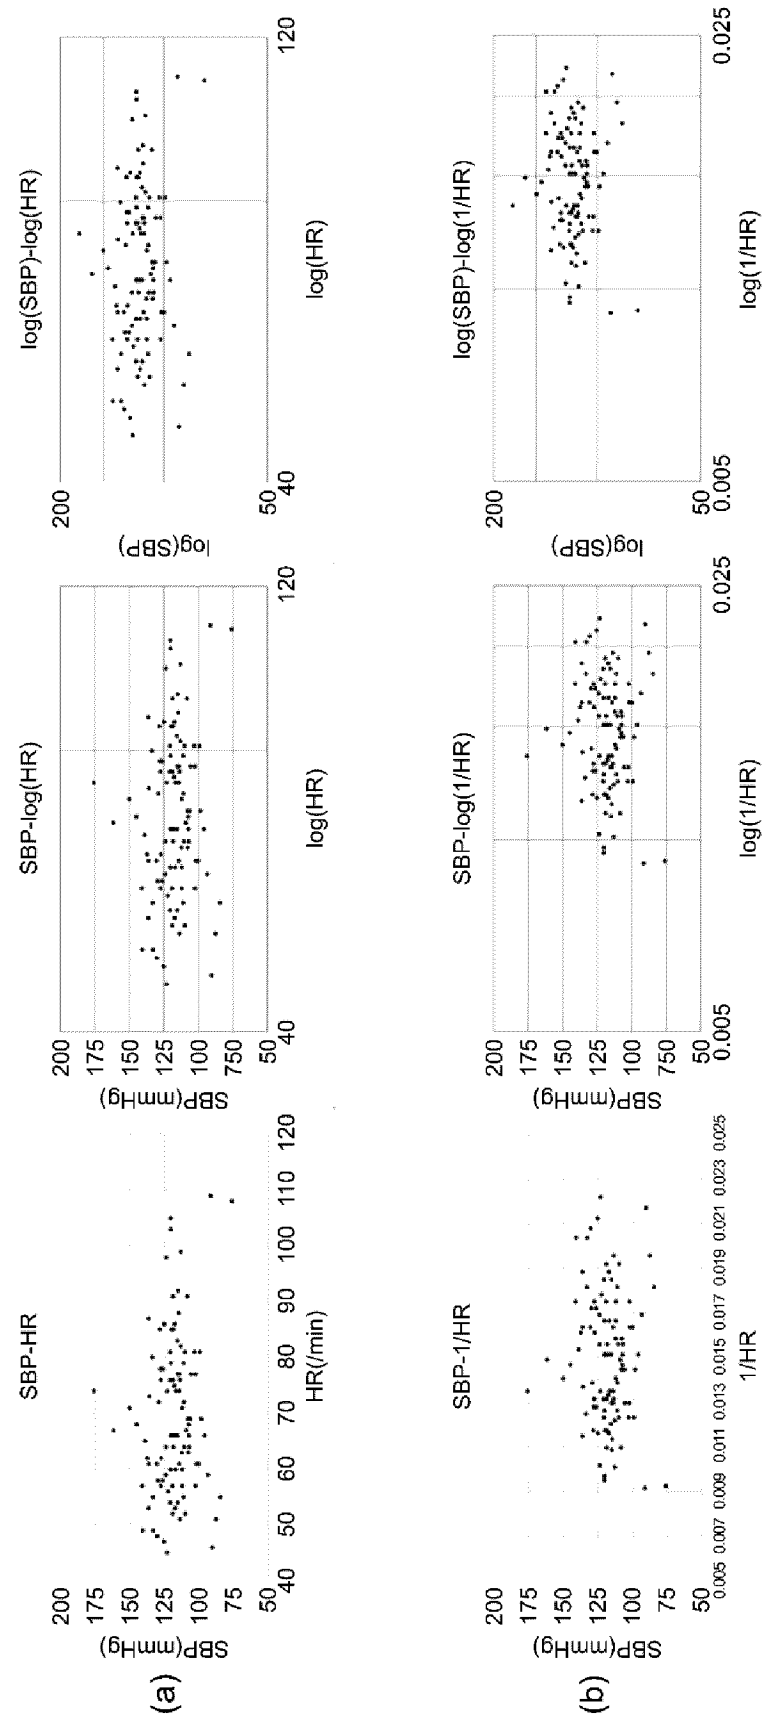 (a)
SBP-HR
SBP(mmHg)
200
175
150
125
100
75
50
40 50 60 70 80 90 100 110 120
HR(/min)
SBP-log(HR)
SBP(mmHg)
200
175
150
125
100
750
50
40 120
log(HR)
log(SBP)-log(HR)
log(SBP)
200
50
40 120
log(HR)
(b)
SBP-1/HR
SBP(mmHg)
200
175
150
125
100
75
50
0.005 0.007 0.009 0.011 0.013 0.015 0.017 0.019 0.021 0.023 0.025
1/HR
SBP-log(1/HR)
SBP(mmHg)
200
175
150
125
100
750
50
0.005 0.025
log(1/HR)
log(SBP)-log(1/HR)
log(SBP)
200
50
0.005 0.025
log(1/HR)